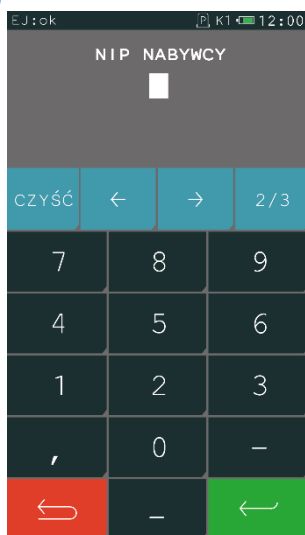 EJ:ok P K1 12:00
NIP NABYWCY
CZYŚĆ ← → 2/3
7 8 9
4 5 6
1 2 3
, 0 –
_